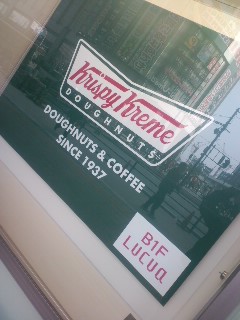 Krispy Kreme
DOUGHNUTS
DOUGHNUTS & COFFEE
SINCE 1937
B1F
LUCUa